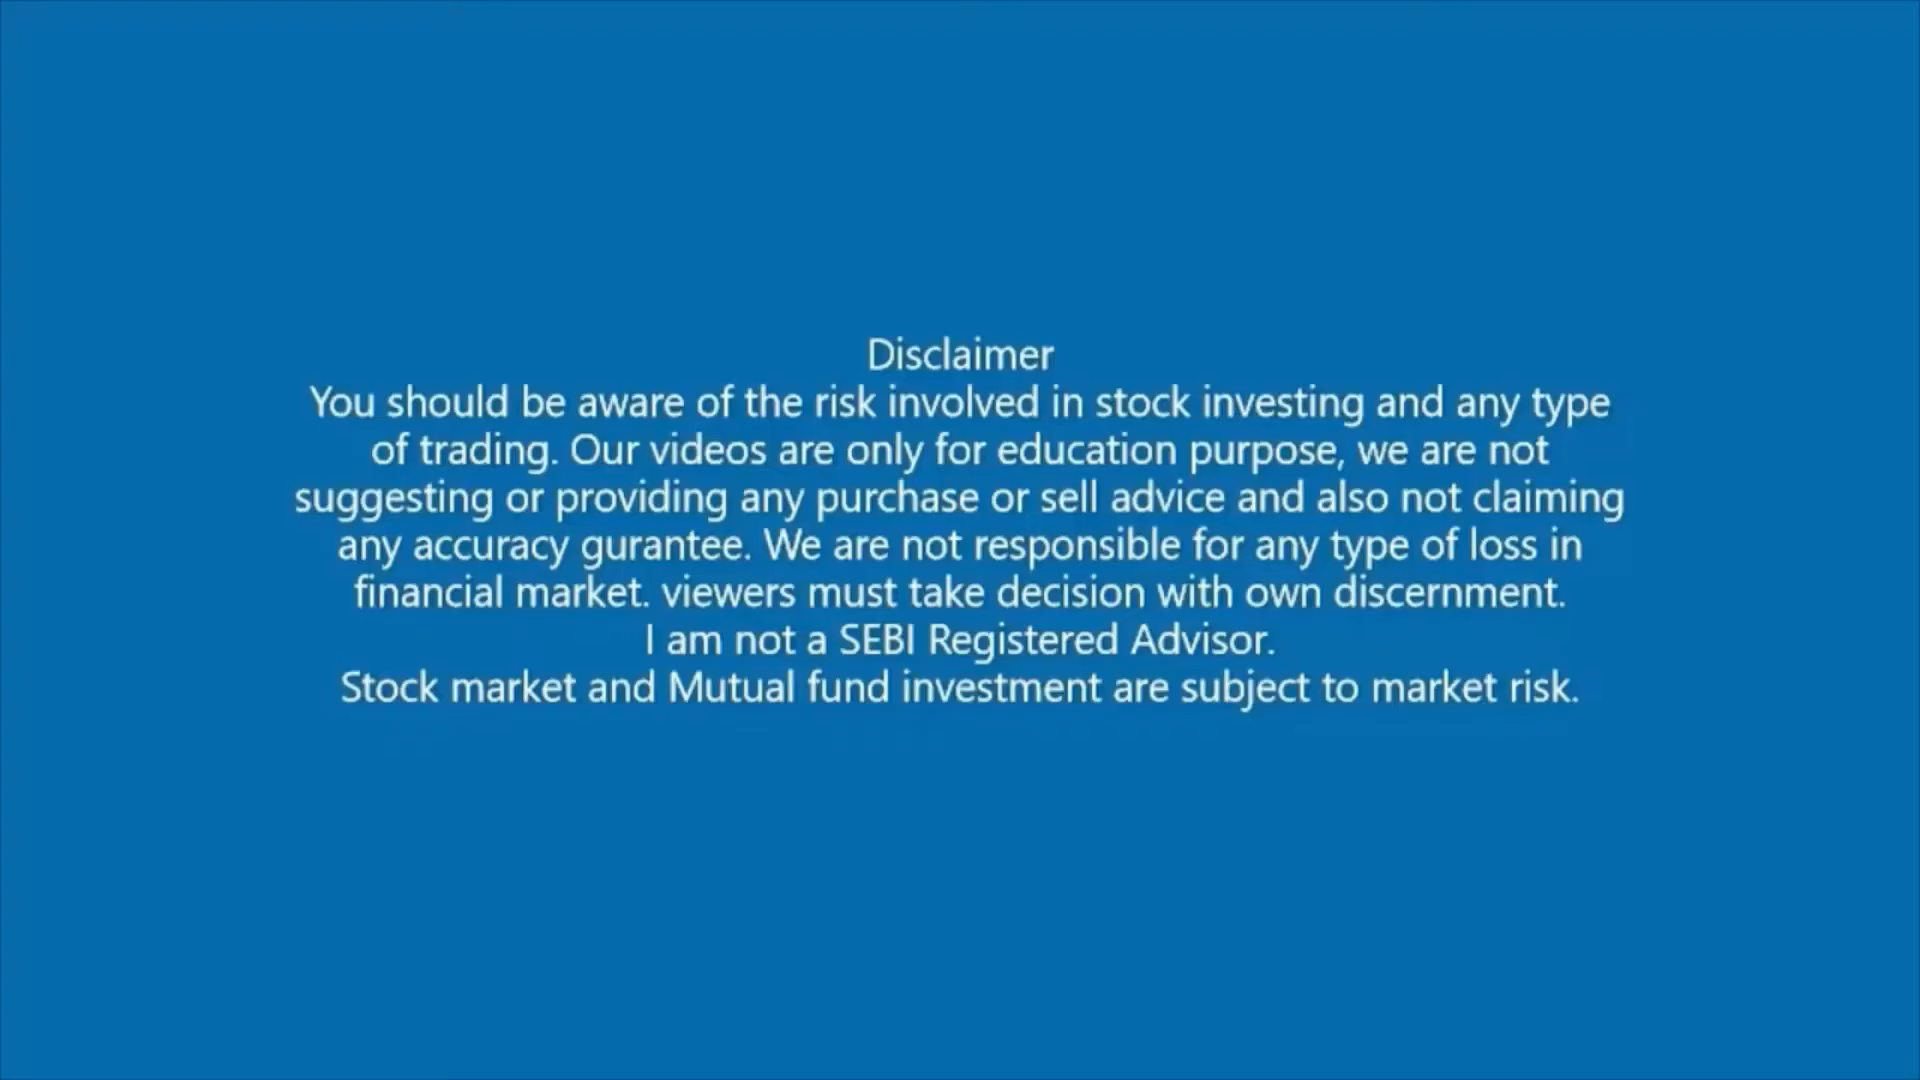 Disclaimer
You should be aware of the risk involved in stock investing and any type
of trading. Our videos are only for education purpose, we are not
suggesting or providing any purchase or sell advice and also not claiming
any accuracy gurantee. We are not responsible for any type of loss in
financial market. viewers must take decision with own discernment.
I am not a SEBI Registered Advisor.
Stock market and Mutual fund investment are subject to market risk.